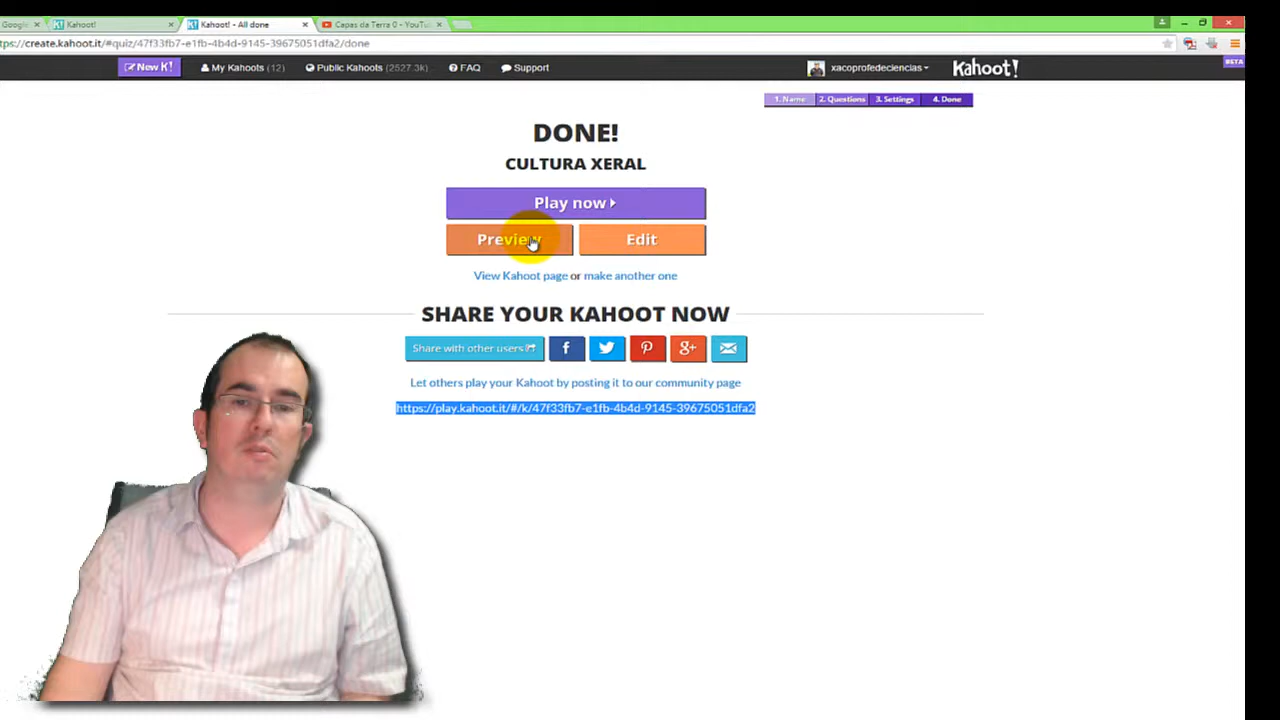 Google
Kahoot!
Kahoot! - All done
Capas da Terra 0 - YouTu
tps://create.kahoot.it/#quiz/47f33fb7-e1fb-4b4d-9145-39675051dfa2/done
New K!
My Kahoots (12)
Public Kahoots (2527.3k)
FAQ
Support
xacoprofedeciencias
Kahoot!
BETA
1. Name
2. Questions
3. Settings
4. Done
DONE!
CULTURA XERAL
Play now
Preview
Edit
View Kahoot page or make another one
SHARE YOUR KAHOOT NOW
Share with other users
Let others play your Kahoot by posting it to our community page
https://play.kahoot.it/#/k/47f33fb7-e1fb-4b4d-9145-39675051dfa2